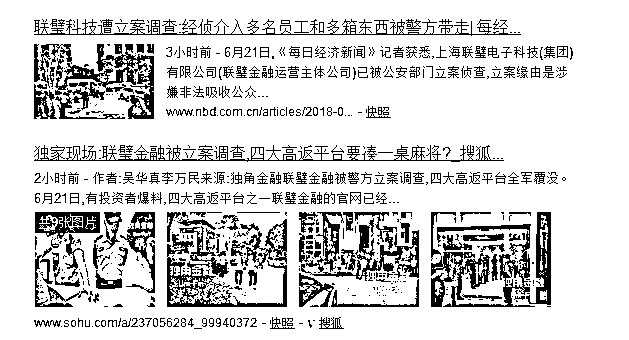 联璧科技遭立案调查:经侦介入多名员工和多箱东西被警方带走|每经...
3小时前 - 6月21日,《每日经济新闻》记者获悉,上海联璧电子科技(集团)
有限公司(联璧金融运营主体公司)已被公安部门立案侦查,立案缘由是涉
嫌非法吸收公众...
www.nbd.com.cn/articles/2018-0... - 快照
独家现场:联璧金融被立案调查,四大高返平台要凑一桌麻将?_搜狐...
2小时前 - 作者:吴华真李万民来源:独角金融联璧金融被警方立案调查,四大高返平台全军覆没。
6月21日,有投资者爆料,四大高返平台之一联璧金融的官网已经...
共9张图片
独角金融
www.sohu.com/a/237056284_99940372 - 快照 - 搜狐